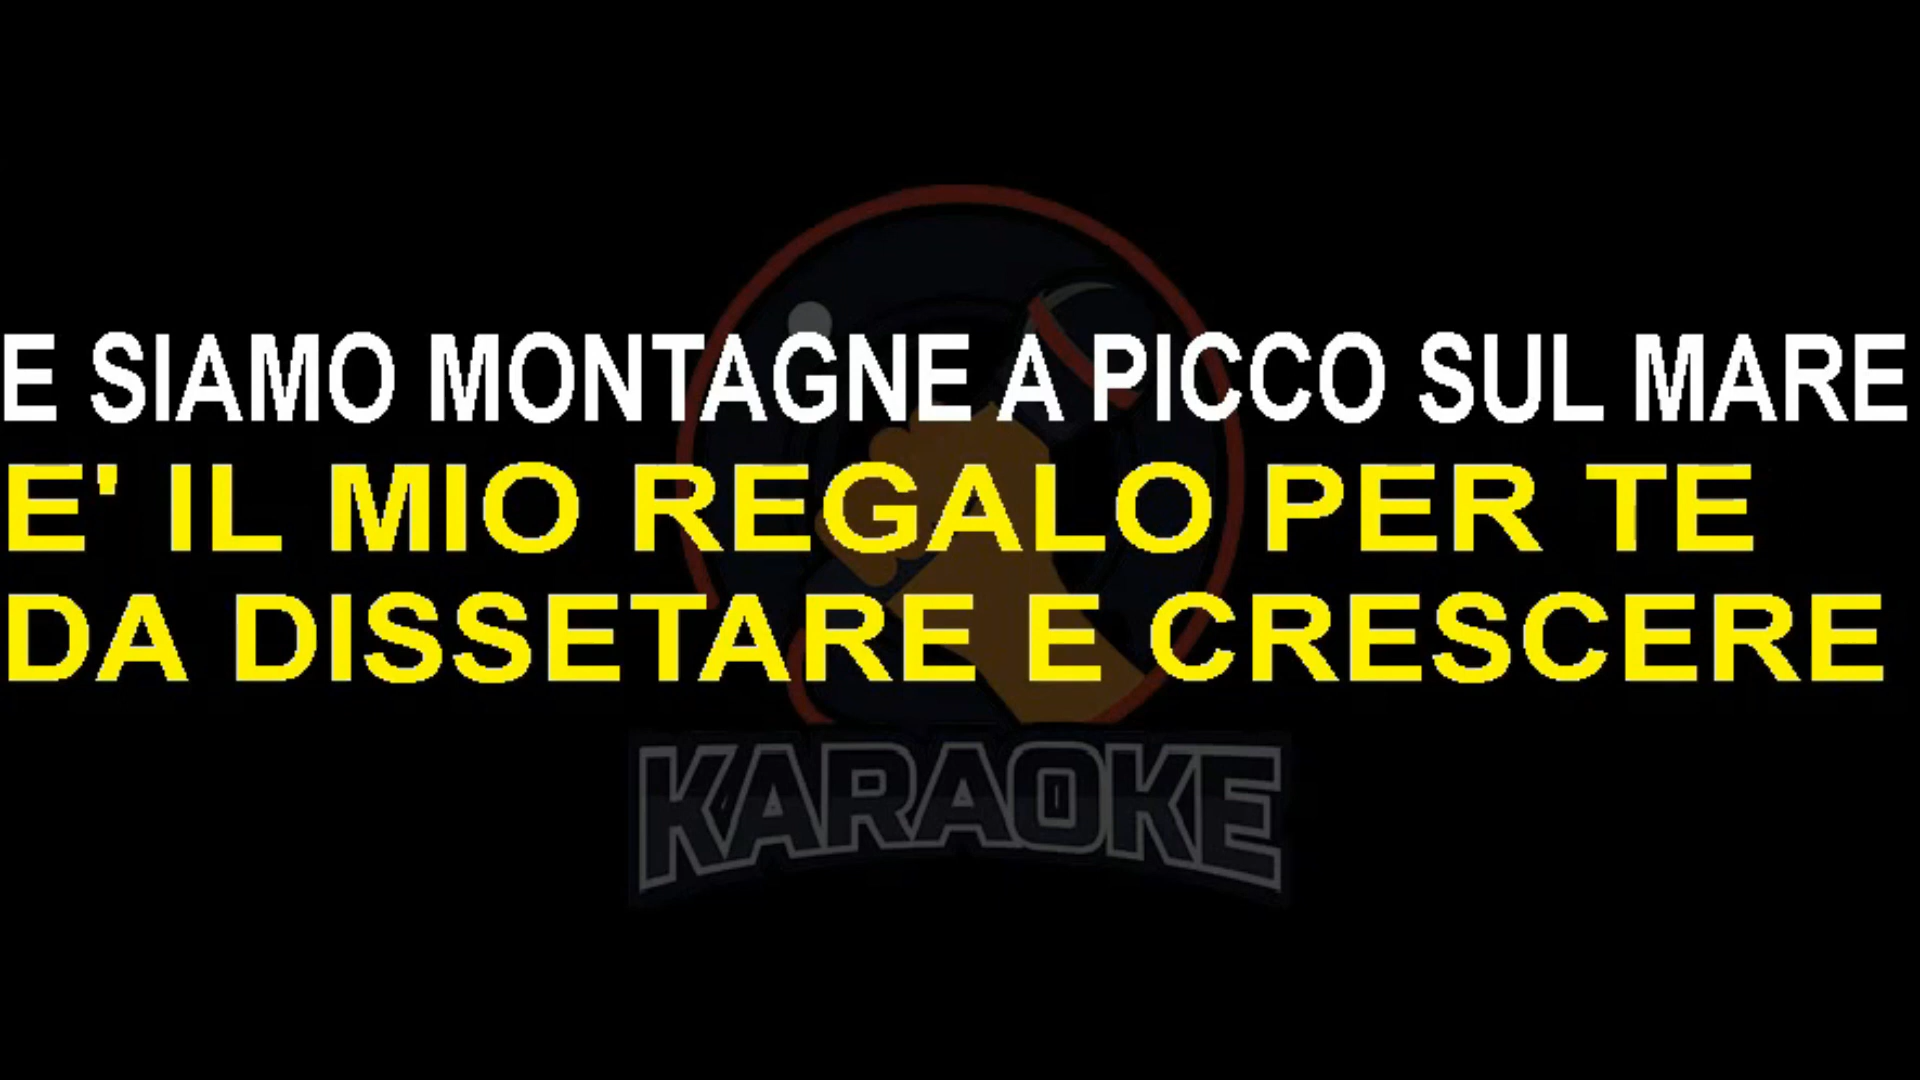 E SIAMO MONTAGNE A PICCO SUL MARE
E' IL MIO REGALO PER TE
DA DISSETARE E CRESCERE
KARAOKE